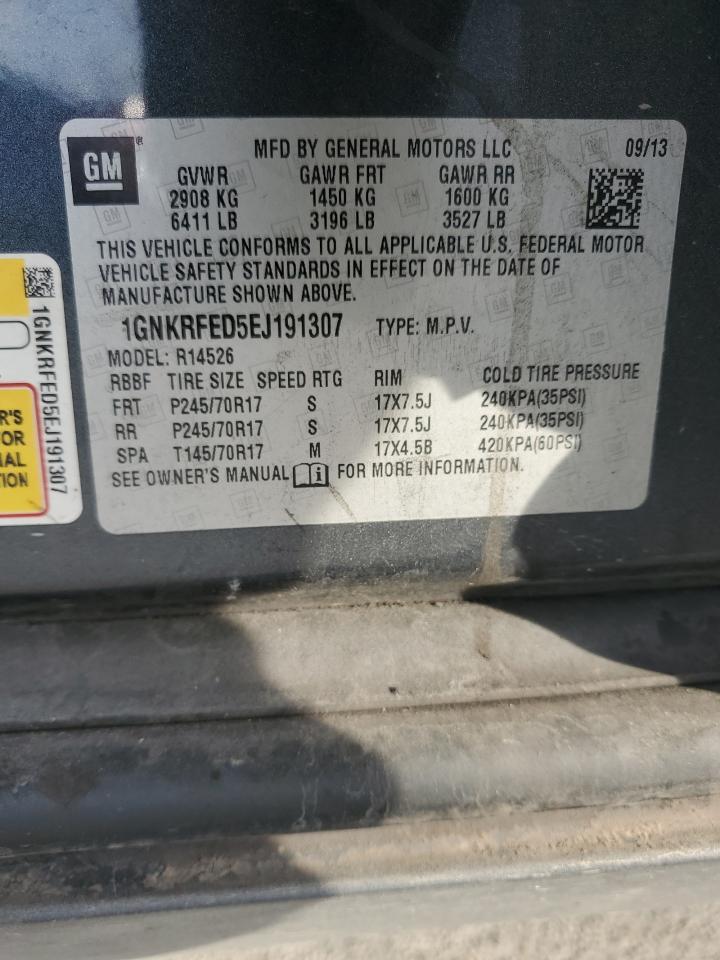 GM
MFD BY GENERAL MOTORS LLC 09/13
GVWR GAWR FRT GAWR RR
2908 KG 1450 KG 1600 KG
6411 LB 3196 LB 3527 LB
THIS VEHICLE CONFORMS TO ALL APPLICABLE U.S. FEDERAL MOTOR
VEHICLE SAFETY STANDARDS IN EFFECT ON THE DATE OF
MANUFACTURE SHOWN ABOVE.
1GNKRFED5EJ191307 TYPE: M.P.V.
MODEL: R14526
RBBF TIRE SIZE SPEED RTG RIM COLD TIRE PRESSURE
FRT P245/70R17 S 17X7.5J 240KPA(35PSI)
RR P245/70R17 S 17X7.5J 240KPA(35PSI)
SPA T145/70R17 M 17X4.5B 420KPA(60PSI)
SEE OWNER'S MANUAL FOR MORE INFORMATION.
1GNKRFED5EJ191307
R'S
FOR
NAL
TION